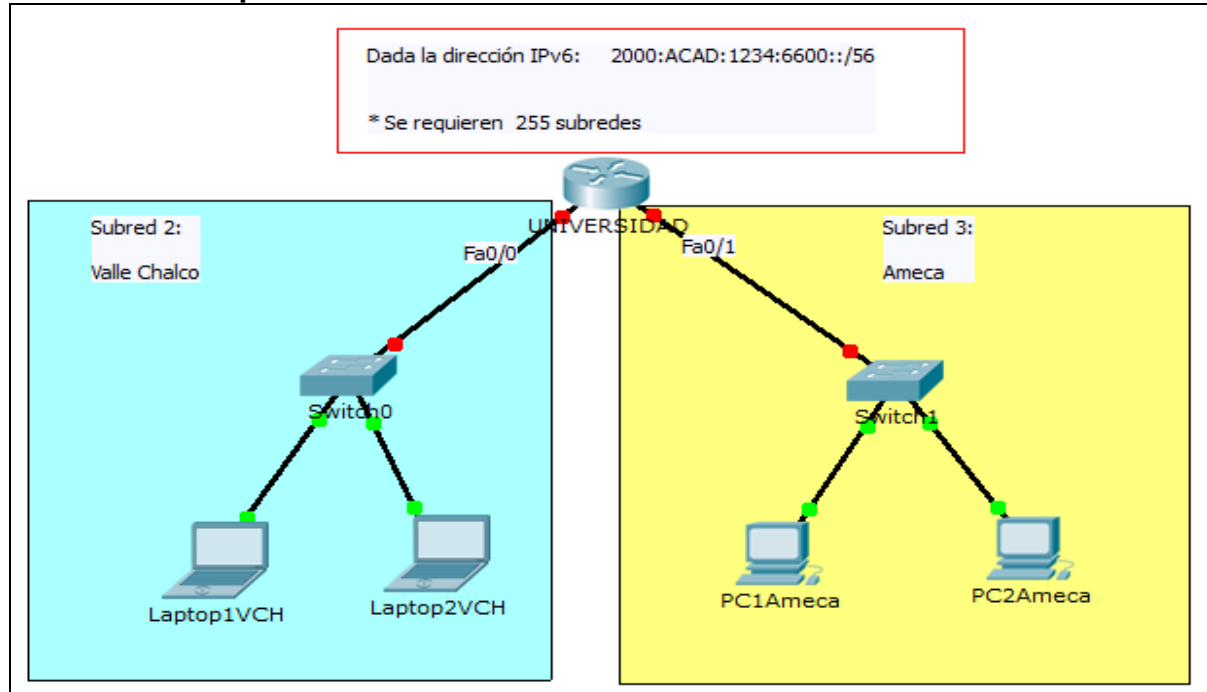 Dada la dirección IPv6: 2000:ACAD:1234:6600::/56
* Se requieren 255 subredes
UNIVERSIDAD
Subred 2:
Valle Chalco
Fa0/0
Fa0/1
Subred 3:
Ameca
Switch0
Switch1
Laptop1VCH
Laptop2VCH
PC1Ameca
PC2Ameca